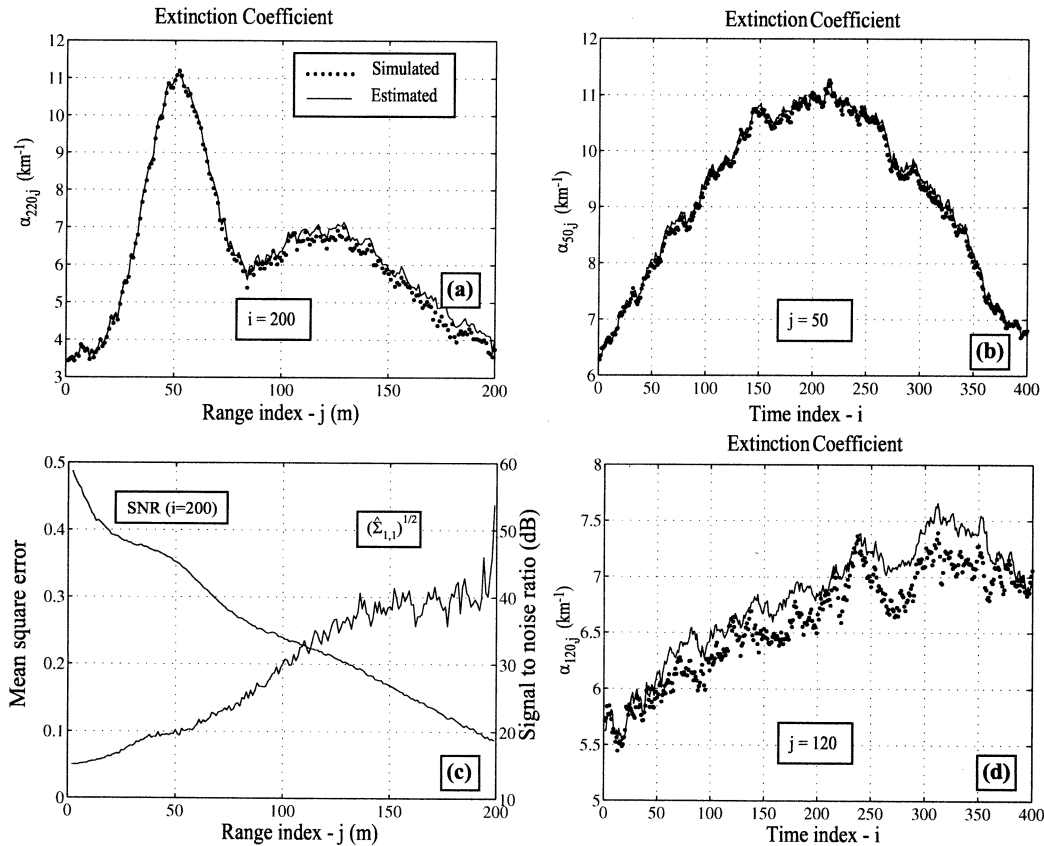 Extinction Coefficient
12
11
10
9
8
7
6
5
4
3
α220,j (km-1)
Simulated
Estimated
(a)
i = 200
0 50 100 150 200
Range index - j (m)
Extinction Coefficient
12
11
10
9
8
7
6
α50,j (km-1)
j = 50
(b)
0 50 100 150 200 250 300 350 400
Time index - i
0.5
0.4
0.3
0.2
0.1
0
Mean square error
SNR (i=200)
(Σ̂1,1)1/2
60
50
40
30
20
10
Signal to noise ratio (dB)
(c)
0 50 100 150 200
Range index - j (m)
Extinction Coefficient
8
7.5
7
6.5
6
5.5
5
α120,j (km-1)
j = 120
(d)
0 50 100 150 200 250 300 350 400
Time index - i